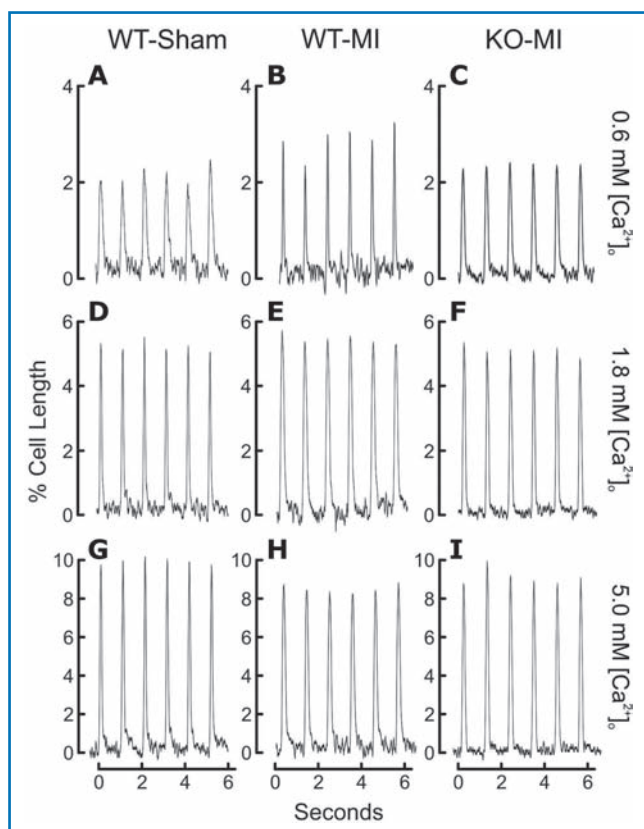 WT-Sham WT-MI KO-MI
A B C
4 4 4
2 2 2
0 0 0
0.6 mM [Ca²⁺]ₒ
D E F
6 6 6
4 4 4
2 2 2
0 0 0
1.8 mM [Ca²⁺]ₒ
% Cell Length
G H I
10 10 10
8 8 8
6 6 6
4 4 4
2 2 2
0 0 0
5.0 mM [Ca²⁺]ₒ
0 2 4 6 0 2 4 6 0 2 4 6
Seconds